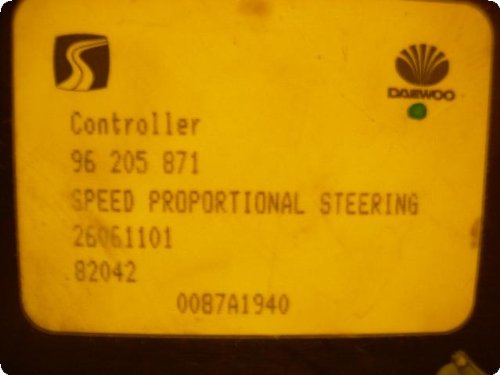 DAEWOO
Controller
96 205 871
SPEED PROPORTIONAL STEERING
26061101
82042
0087A1940